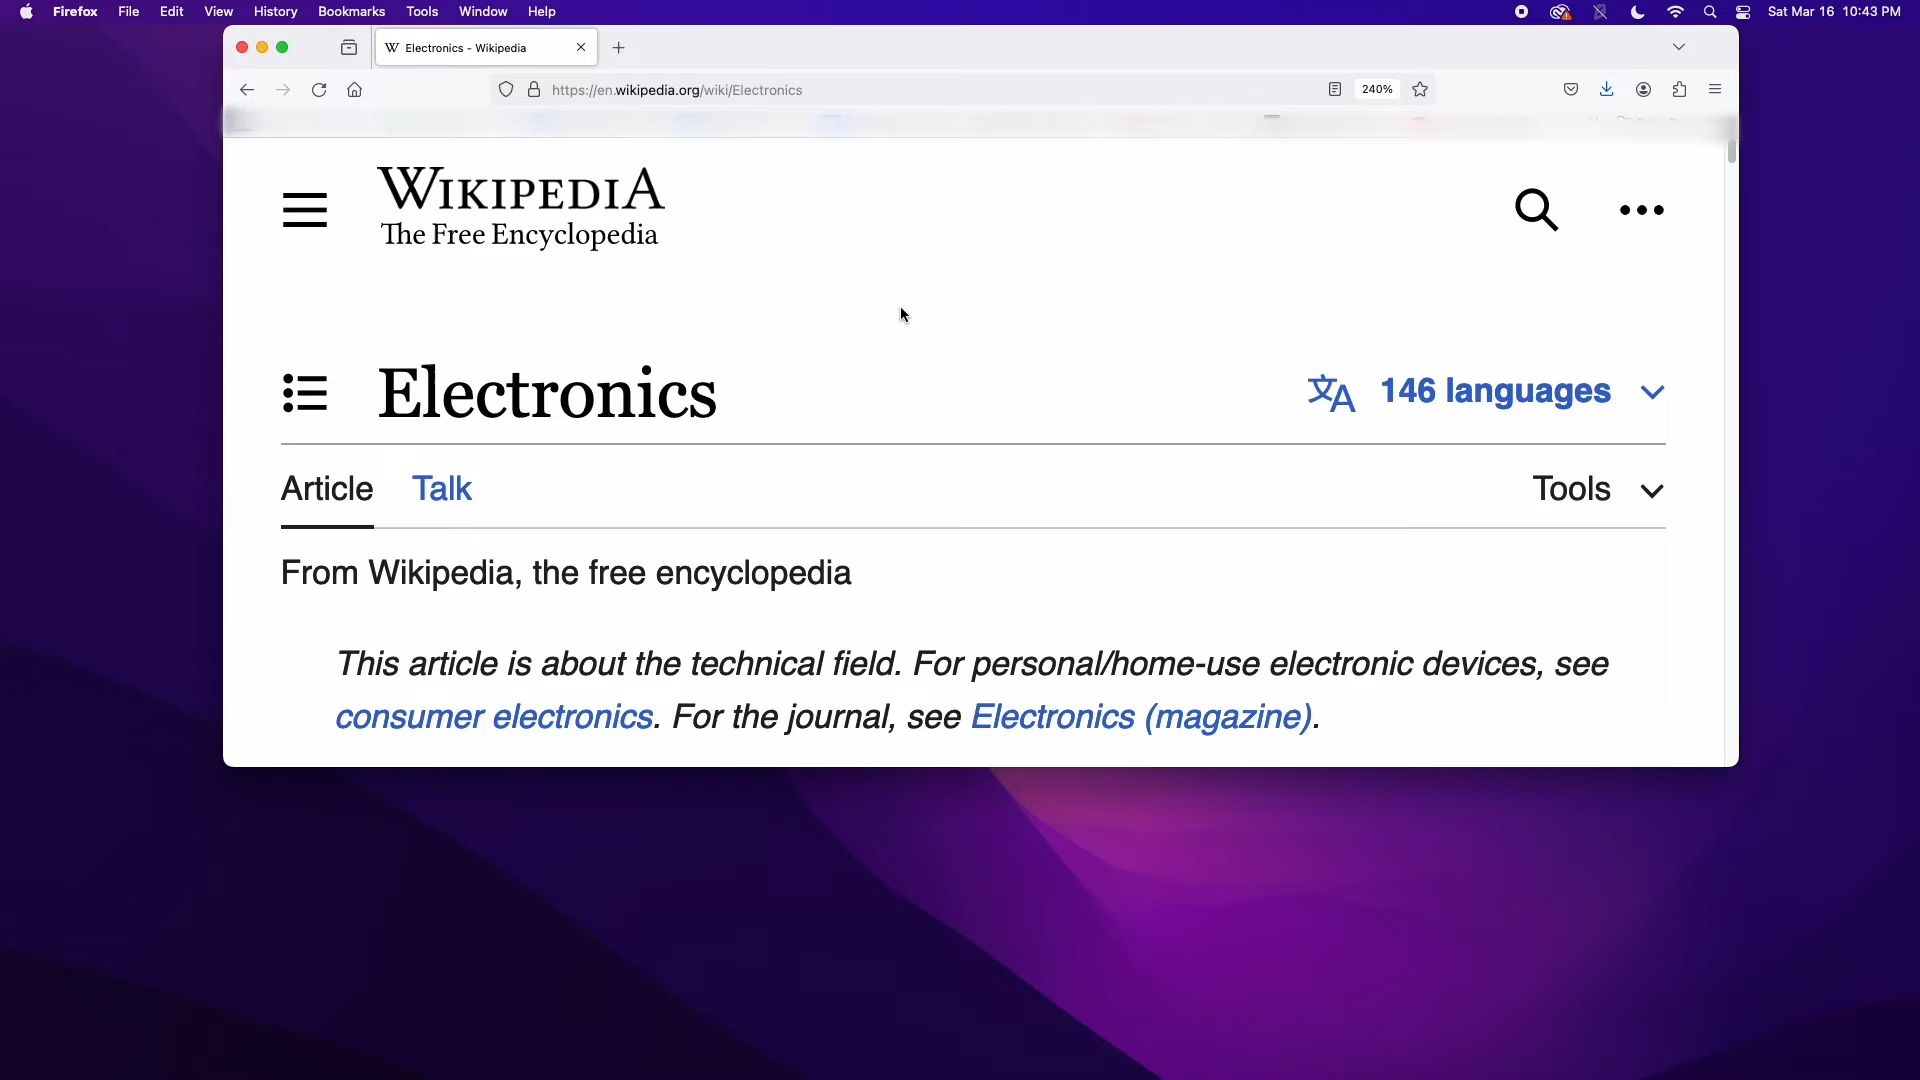 Firefox File Edit View History Bookmarks Tools Window Help Sat Mar 16 10:43 PM
W Electronics - Wikipedia
https://en.wikipedia.org/wiki/Electronics 240%
WIKIPEDIA
The Free Encyclopedia
Electronics 文A 146 languages
Article Talk Tools
From Wikipedia, the free encyclopedia
This article is about the technical field. For personal/home-use electronic devices, see
consumer electronics. For the journal, see Electronics (magazine).